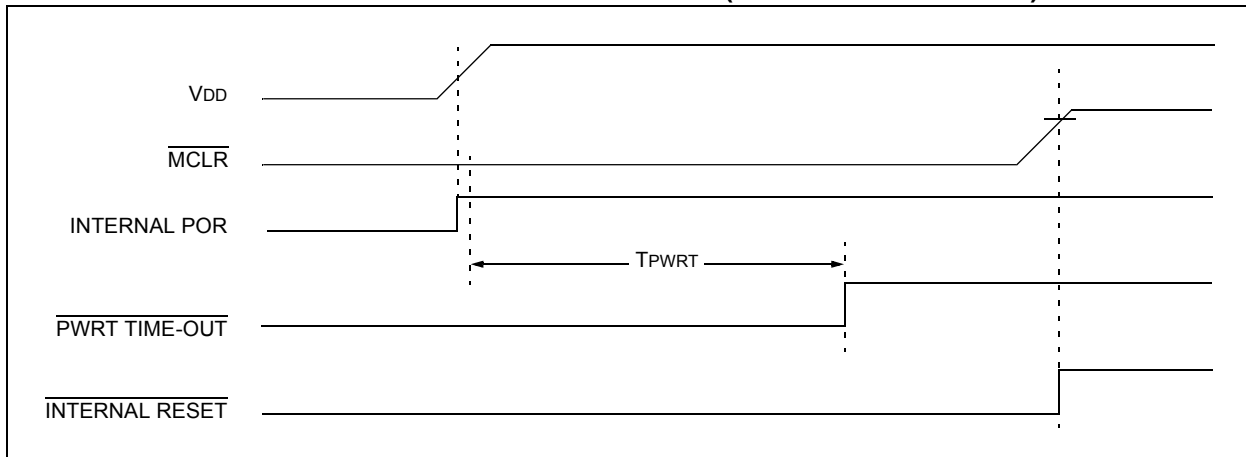 VDD
MCLR
INTERNAL POR
TPWRT
PWRT TIME-OUT
INTERNAL RESET